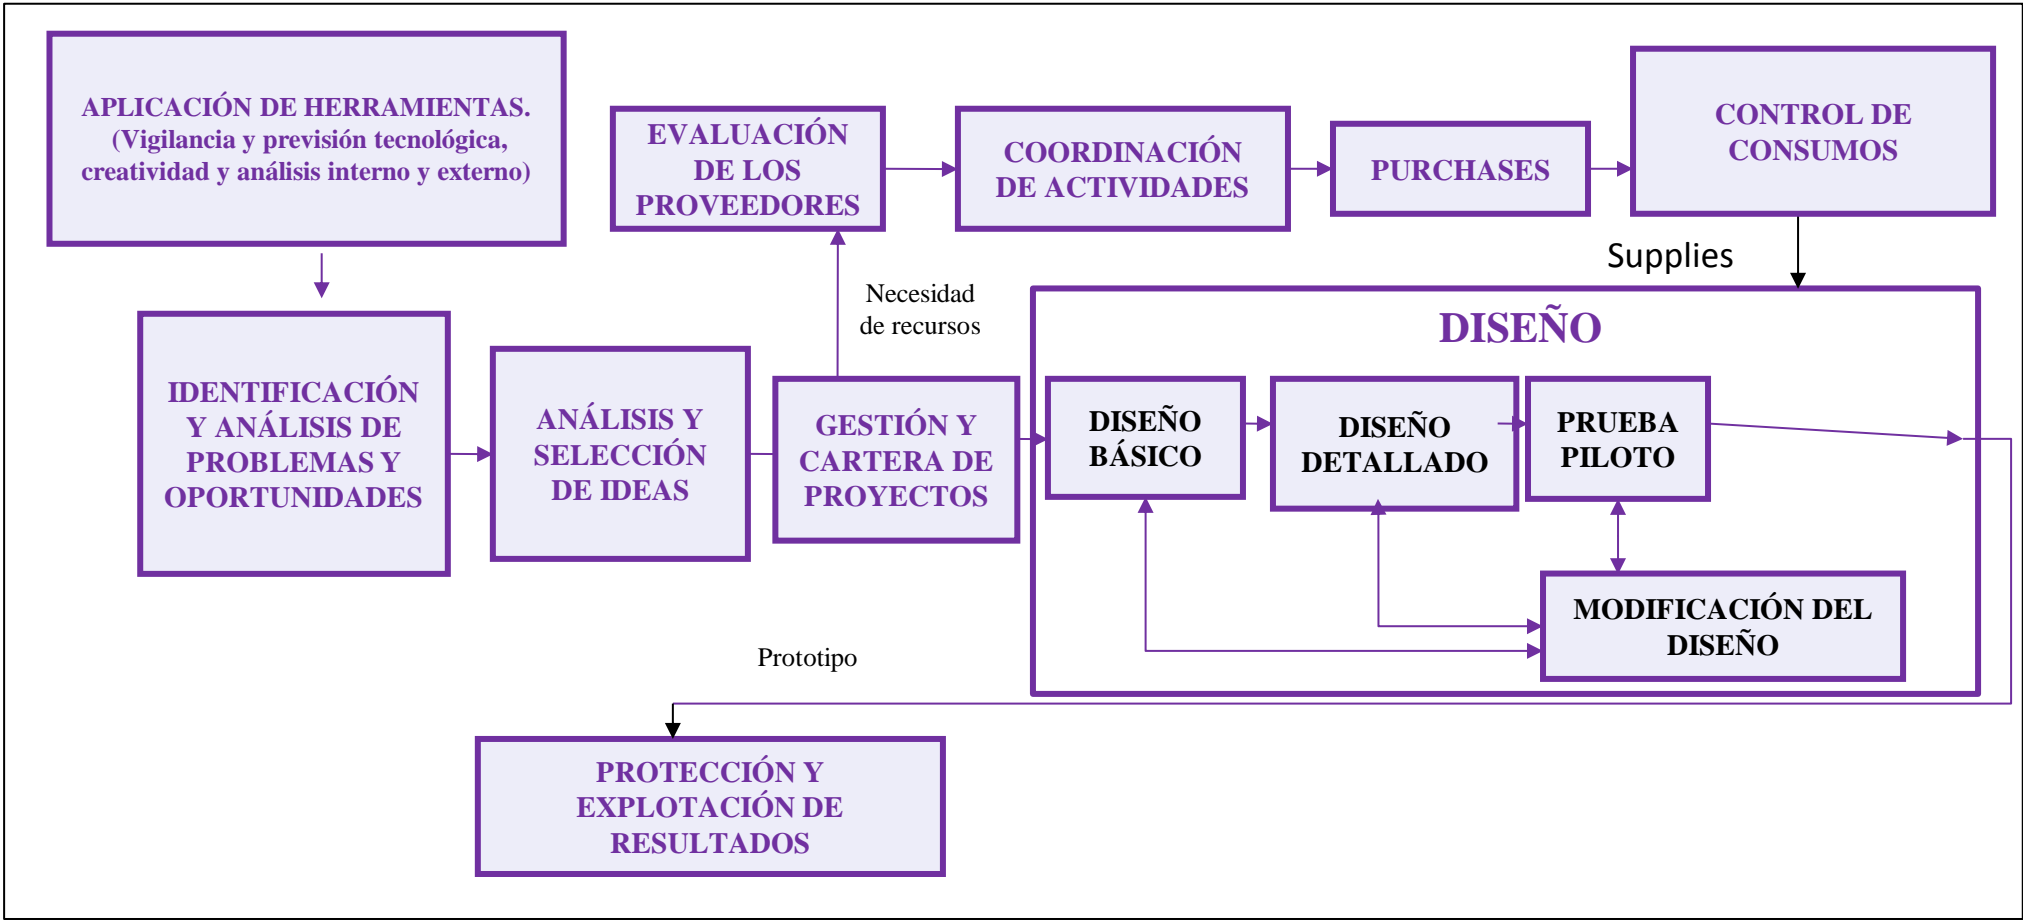 APLICACIÓN DE HERRAMIENTAS.
(Vigilancia y previsión tecnológica,
creatividad y análisis interno y externo)
EVALUACIÓN
DE LOS
PROVEEDORES
COORDINACIÓN
DE ACTIVIDADES
PURCHASES
CONTROL DE
CONSUMOS
Supplies
Necesidad
de recursos
IDENTIFICACIÓN
Y ANÁLISIS DE
PROBLEMAS Y
OPORTUNIDADES
ANÁLISIS Y
SELECCIÓN
DE IDEAS
GESTIÓN Y
CARTERA DE
PROYECTOS
DISEÑO
DISEÑO
BÁSICO
DISEÑO
DETALLADO
PRUEBA
PILOTO
MODIFICACIÓN DEL
DISEÑO
Prototipo
PROTECCIÓN Y
EXPLOTACIÓN DE
RESULTADOS